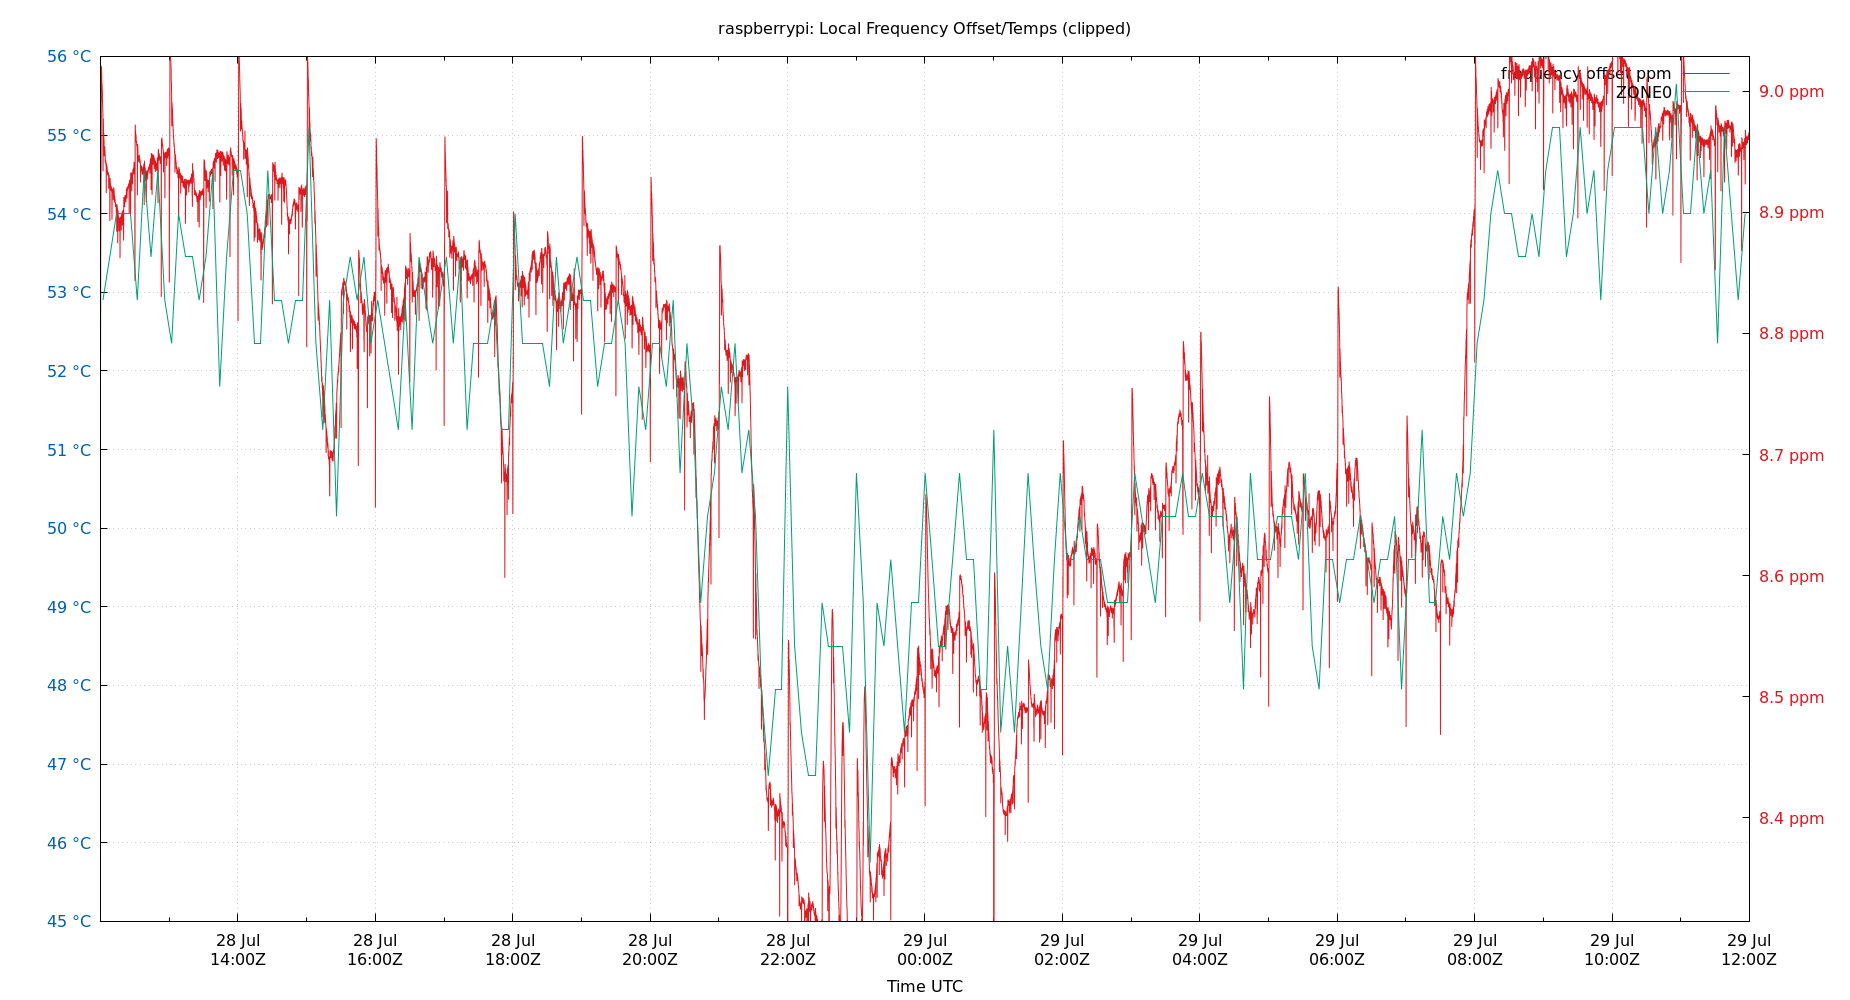 raspberrypi: Local Frequency Offset/Temps (clipped)
56 °C
55 °C
54 °C
53 °C
52 °C
51 °C
50 °C
49 °C
48 °C
47 °C
46 °C
45 °C
frequency offset ppm
ZONE0
9.0 ppm
8.9 ppm
8.8 ppm
8.7 ppm
8.6 ppm
8.5 ppm
8.4 ppm
28 Jul
14:00Z
28 Jul
16:00Z
28 Jul
18:00Z
28 Jul
20:00Z
28 Jul
22:00Z
29 Jul
00:00Z
29 Jul
02:00Z
29 Jul
04:00Z
29 Jul
06:00Z
29 Jul
08:00Z
29 Jul
10:00Z
29 Jul
12:00Z
Time UTC